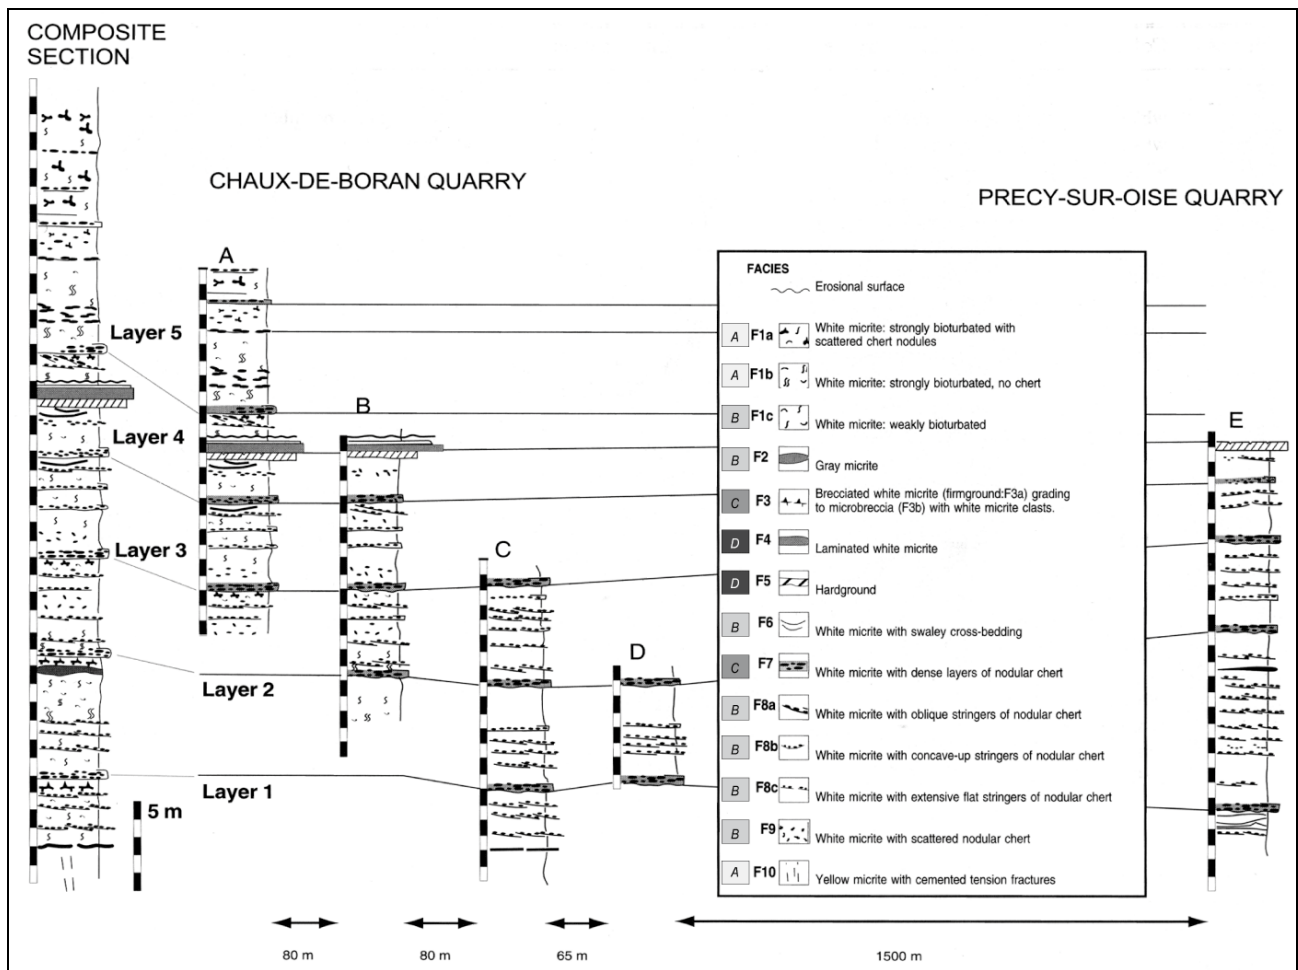 COMPOSITE
SECTION
CHAUX-DE-BORAN QUARRY
PRECY-SUR-OISE QUARRY
A
B
C
D
E
Layer 5
Layer 4
Layer 3
Layer 2
Layer 1
5 m
FACIES
Erosional surface
A F1a White micrite: strongly bioturbated with
scattered chert nodules
A F1b White micrite: strongly bioturbated, no chert
B F1c White micrite: weakly bioturbated
B F2 Gray micrite
C F3 Brecciated white micrite (firmground:F3a) grading
to microbreccia (F3b) with white micrite clasts.
D F4 Laminated white micrite
D F5 Hardground
B F6 White micrite with swaley cross-bedding
C F7 White micrite with dense layers of nodular chert
B F8a White micrite with oblique stringers of nodular chert
B F8b White micrite with concave-up stringers of nodular chert
B F8c White micrite with extensive flat stringers of nodular chert
B F9 White micrite with scattered nodular chert
A F10 Yellow micrite with cemented tension fractures
80 m
80 m
65 m
1500 m